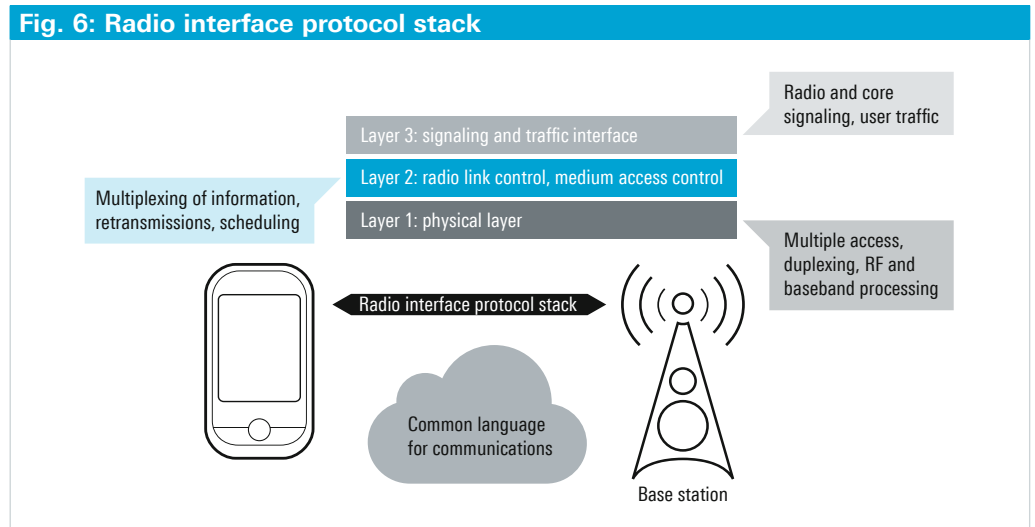 Fig. 6: Radio interface protocol stack
Radio and core
signaling, user traffic
Layer 3: signaling and traffic interface
Layer 2: radio link control, medium access control
Multiplexing of information,
retransmissions, scheduling
Layer 1: physical layer
Multiple access,
duplexing, RF and
baseband processing
Radio interface protocol stack
Common language
for communications
Base station